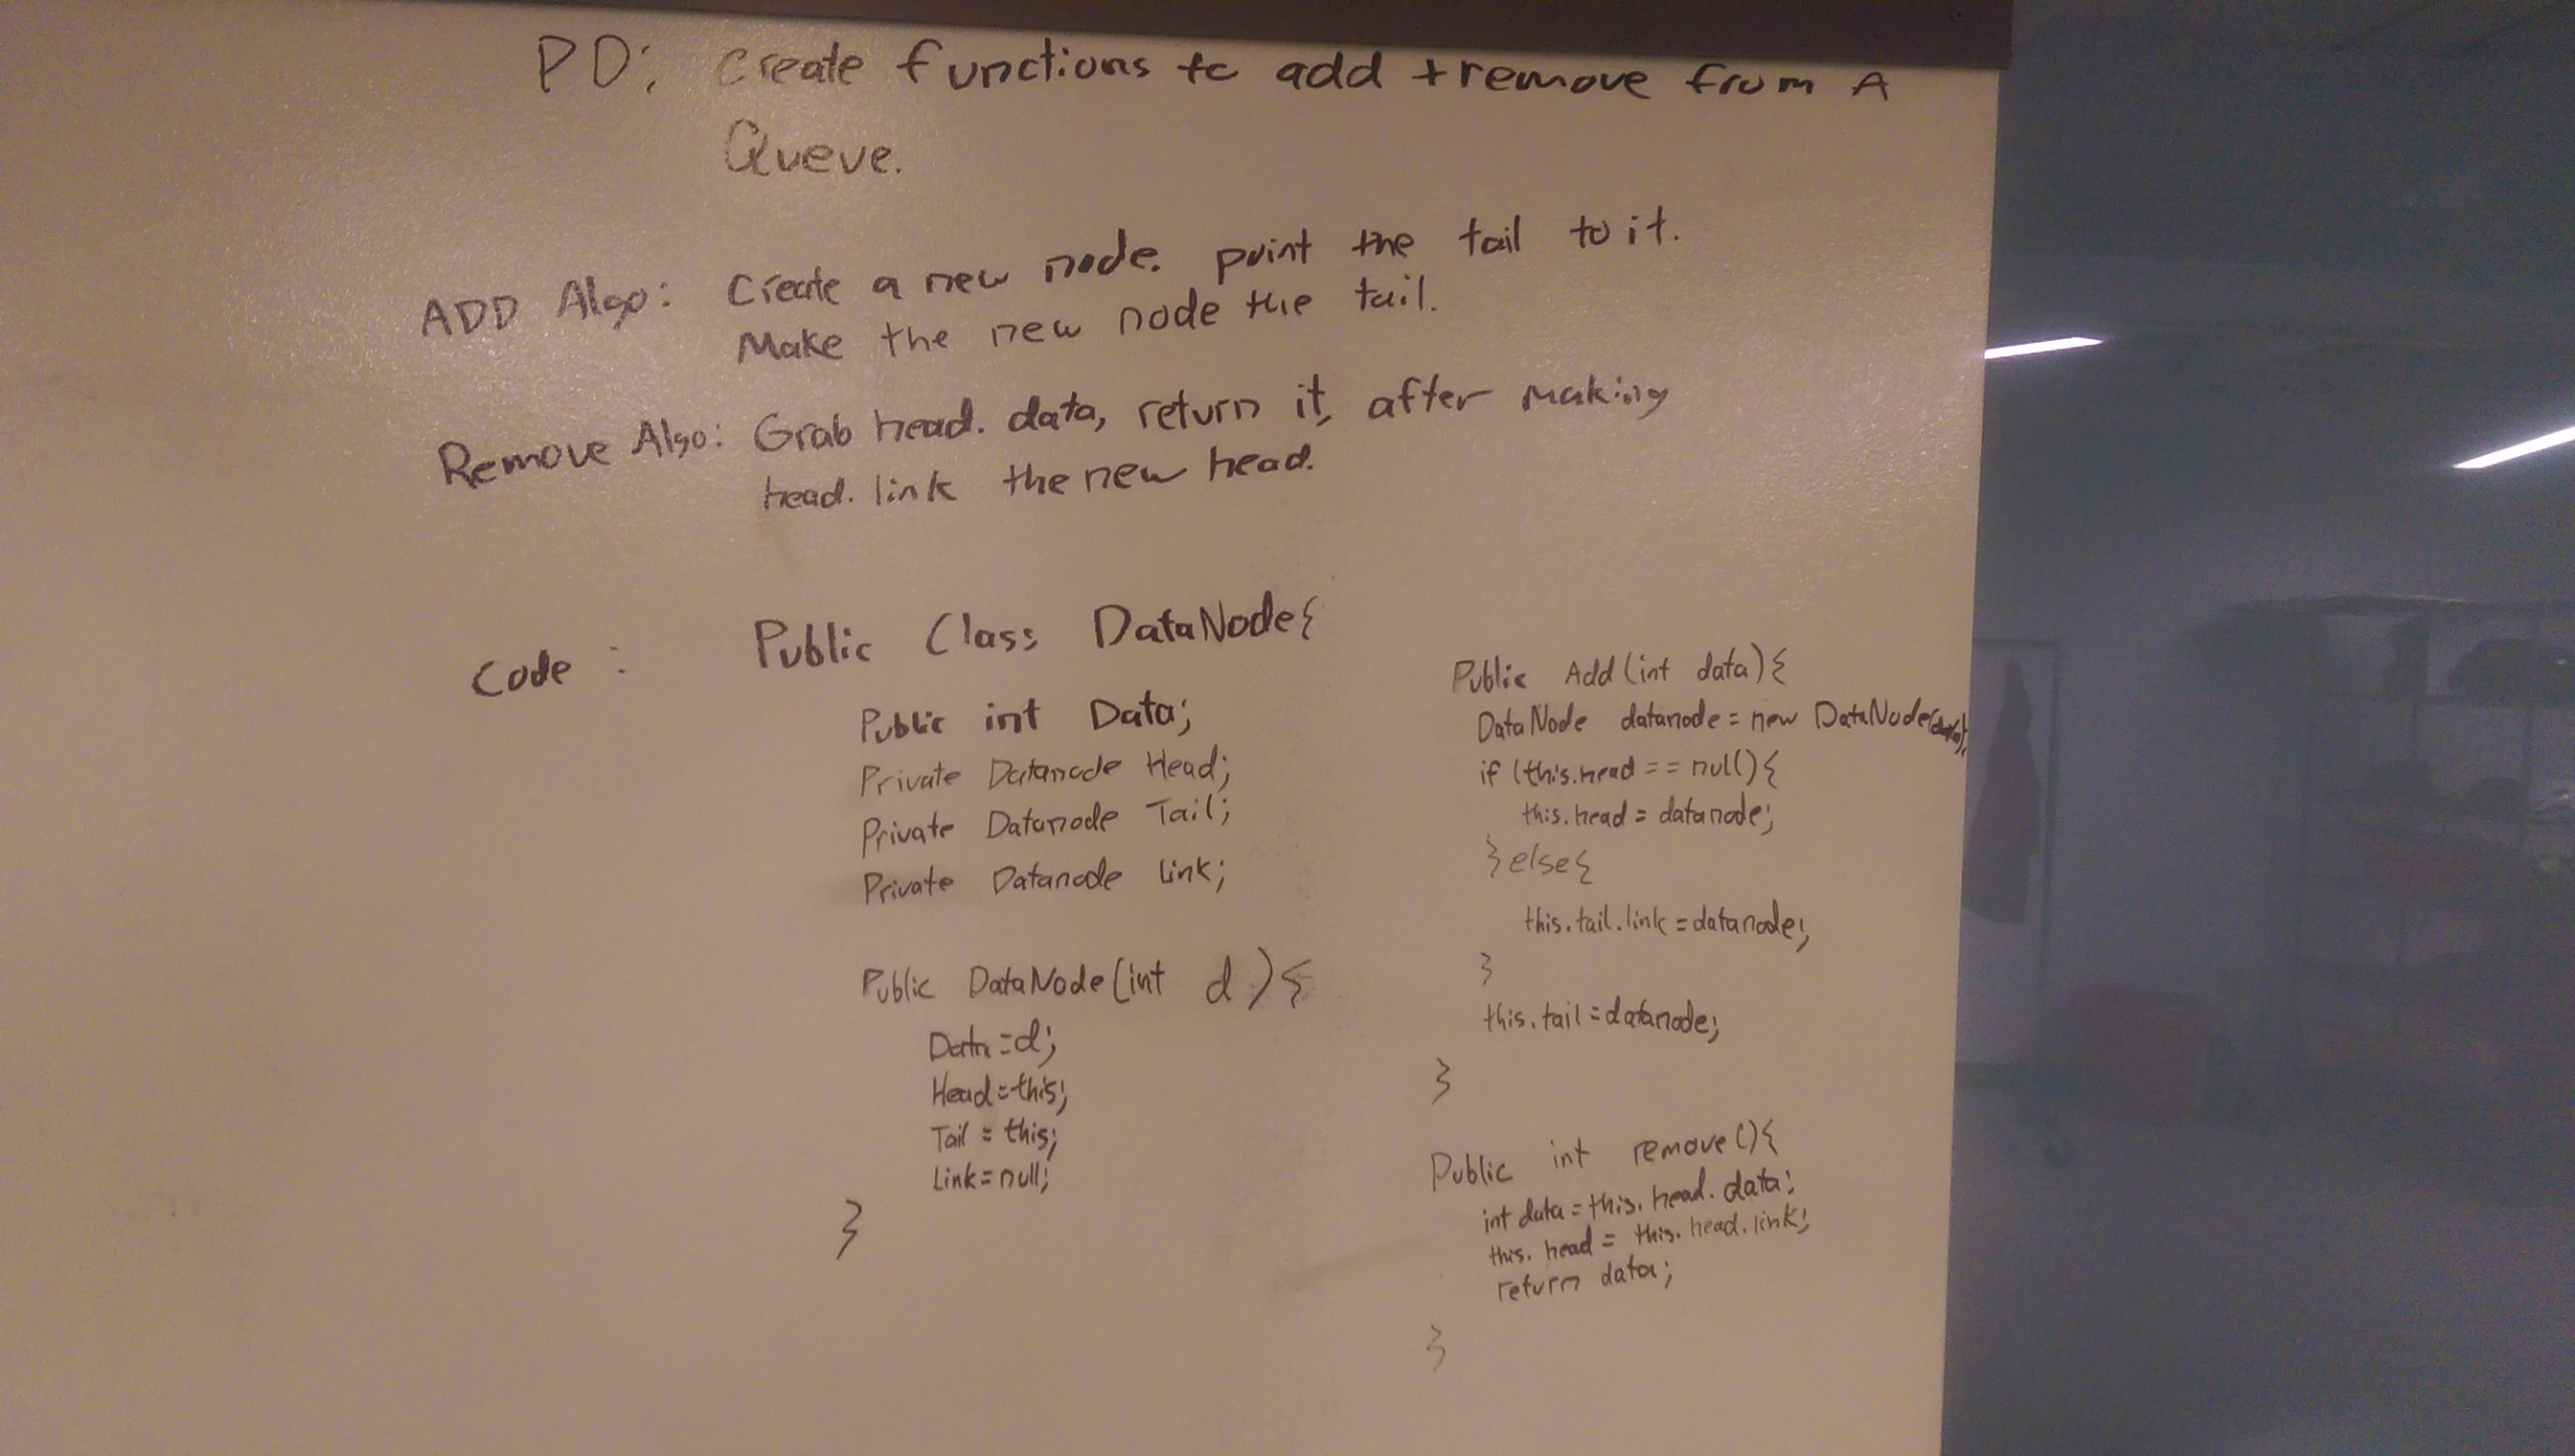 PD: Create functions to add + remove from A
Queue.
ADD Algo: Create a new node. point the tail to it.
Make the new node the tail.
Remove Algo: Grab head. data, return it, after making
head. link the new head.
Code : Public Class DataNode{
Public int Data;
Private Datanode Head;
Private Datanode Tail;
Private Datanode Link;
Public DataNode(int d){
Data=d;
Head=this;
Tail = this;
Link=null;
}
Public Add(int data){
DataNode datanode = new DataNode(data);
if (this.head == null){
this.head = datanode;
}else{
this.tail.link = datanode;
}
this.tail = datanode;
}
Public int remove(){
int data = this.head.data;
this.head = this.head.link;
return data;
}